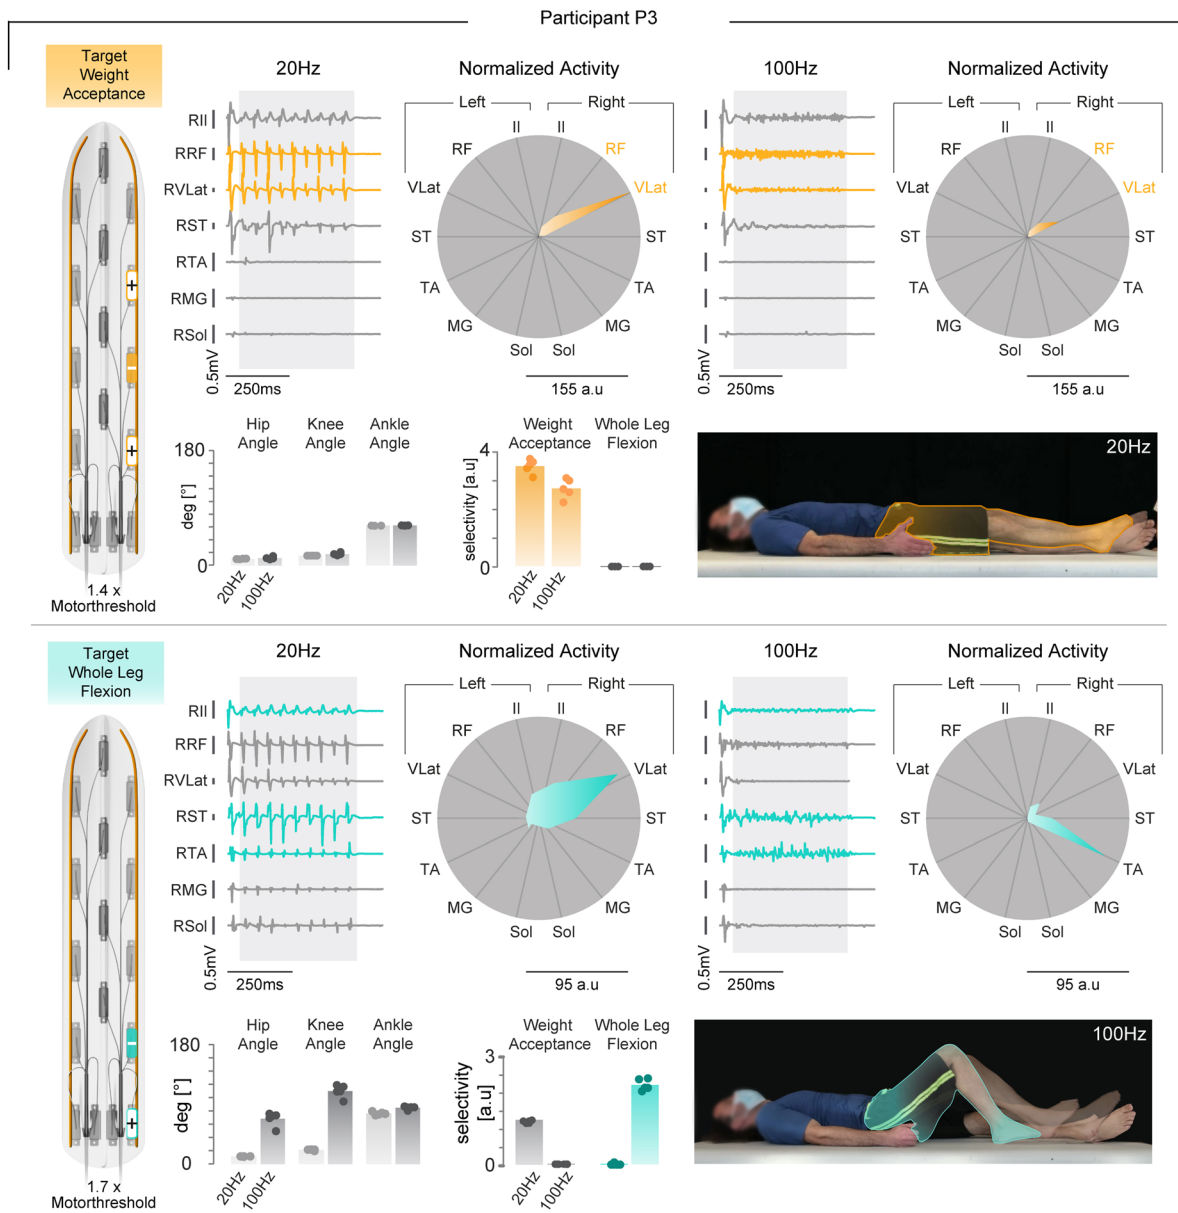 Participant P3
Target
Weight
Acceptance
20Hz
Normalized Activity
100Hz
Normalized Activity
Left
Right
Left
Right
RII
RRF
RVLat
RST
RTA
RMG
RSol
0.5mV
250ms
II
II
RF
RF
VLat
VLat
ST
ST
TA
TA
MG
MG
Sol
Sol
155 a.u
250ms
0.5mV
II
II
RF
RF
VLat
VLat
ST
ST
TA
TA
MG
MG
Sol
Sol
155 a.u
+
–
+
1.4 x
Motorthreshold
Hip
Angle
Knee
Angle
Ankle
Angle
180
deg [°]
0
20Hz
100Hz
Weight
Acceptance
Whole Leg
Flexion
4
selectivity [a.u]
0
20Hz
100Hz
20Hz
Target
Whole Leg
Flexion
20Hz
Normalized Activity
100Hz
Normalized Activity
Left
Right
Left
Right
RII
RRF
RVLat
RST
RTA
RMG
RSol
0.5mV
250ms
II
II
RF
RF
VLat
VLat
ST
ST
TA
TA
MG
MG
Sol
Sol
95 a.u
0.5mV
250ms
II
II
RF
RF
VLat
VLat
ST
ST
TA
TA
MG
MG
Sol
Sol
95 a.u
–
+
1.7 x
Motorthreshold
Hip
Angle
Knee
Angle
Ankle
Angle
180
deg [°]
0
20Hz
100Hz
Weight
Acceptance
Whole Leg
Flexion
3
selectivity
[a.u]
0
20Hz
100Hz
100Hz